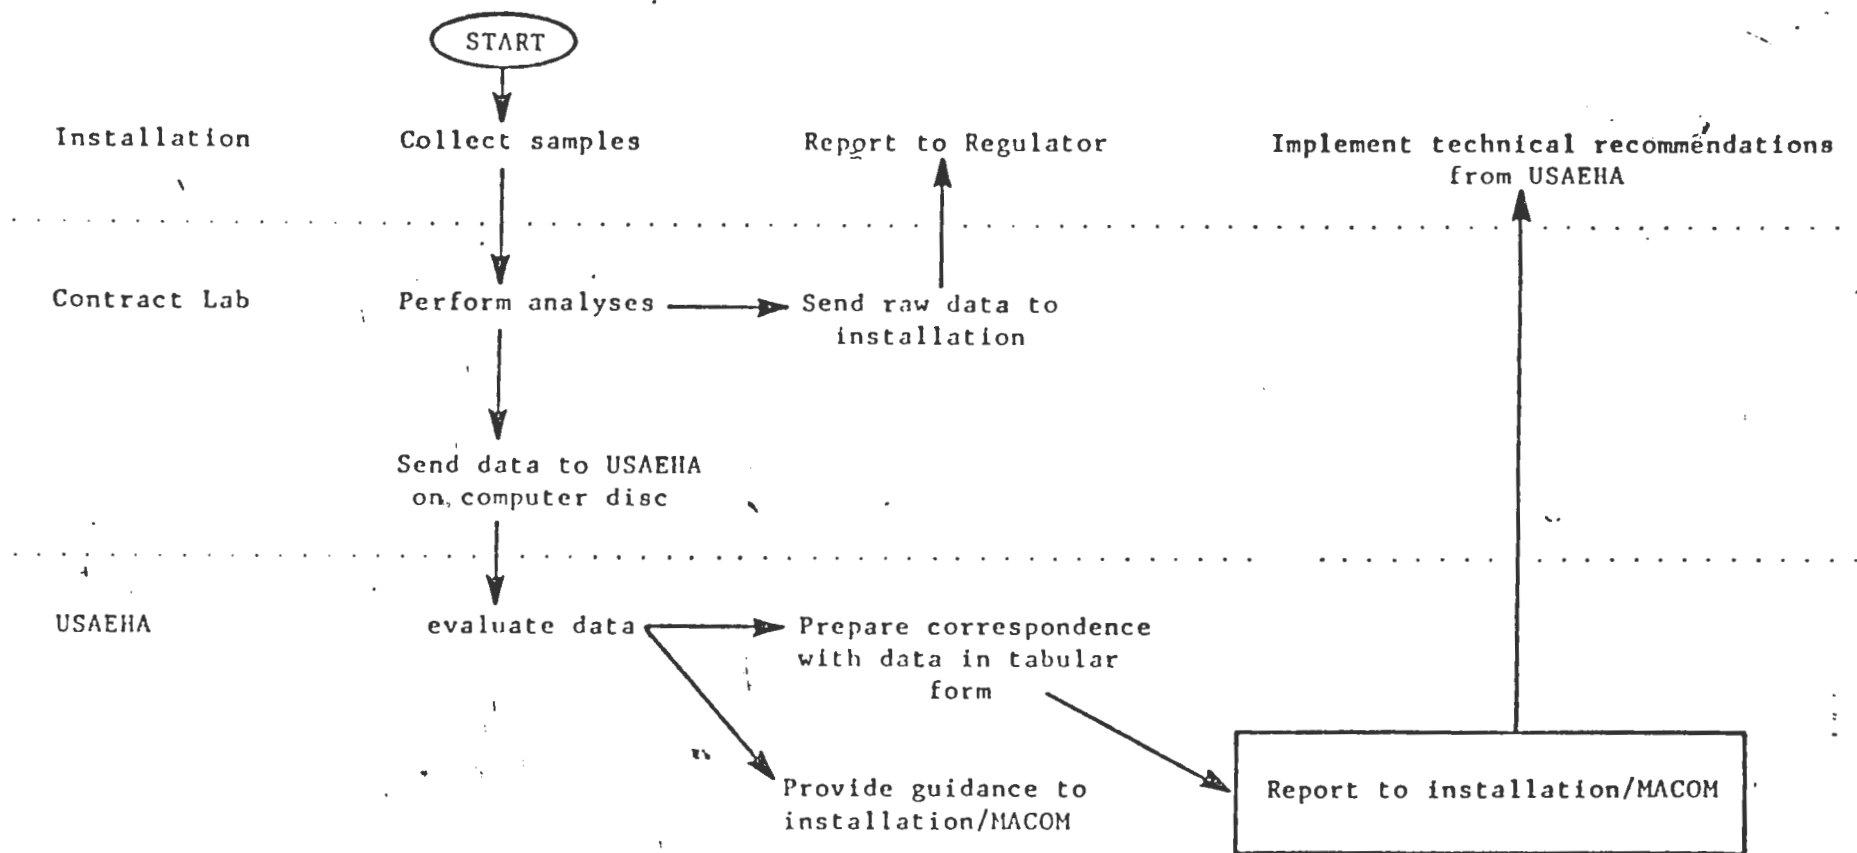 START
Installation
Collect samples
Report to Regulator
Implement technical recommendations
from USAEHA
Contract Lab
Perform analyses
Send raw data to
installation
Send data to USAEHA
on computer disc
USAEHA
evaluate data
Prepare correspondence
with data in tabular
form
Provide guidance to
installation/MACOM
Report to installation/MACOM